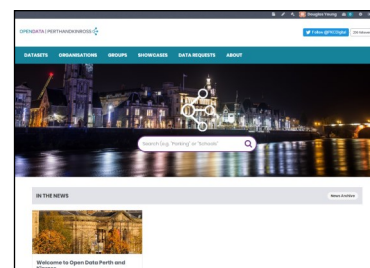 Douglas Young
OPENDATA | PERTHANDKINROSS
Follow @PKCDigital
DATASETS ORGANISATIONS GROUPS SHOWCASES DATA REQUESTS ABOUT
Search (e.g. 'Parking' or 'Schools'
IN THE NEWS
News Archive
Welcome to Open Data Perth and